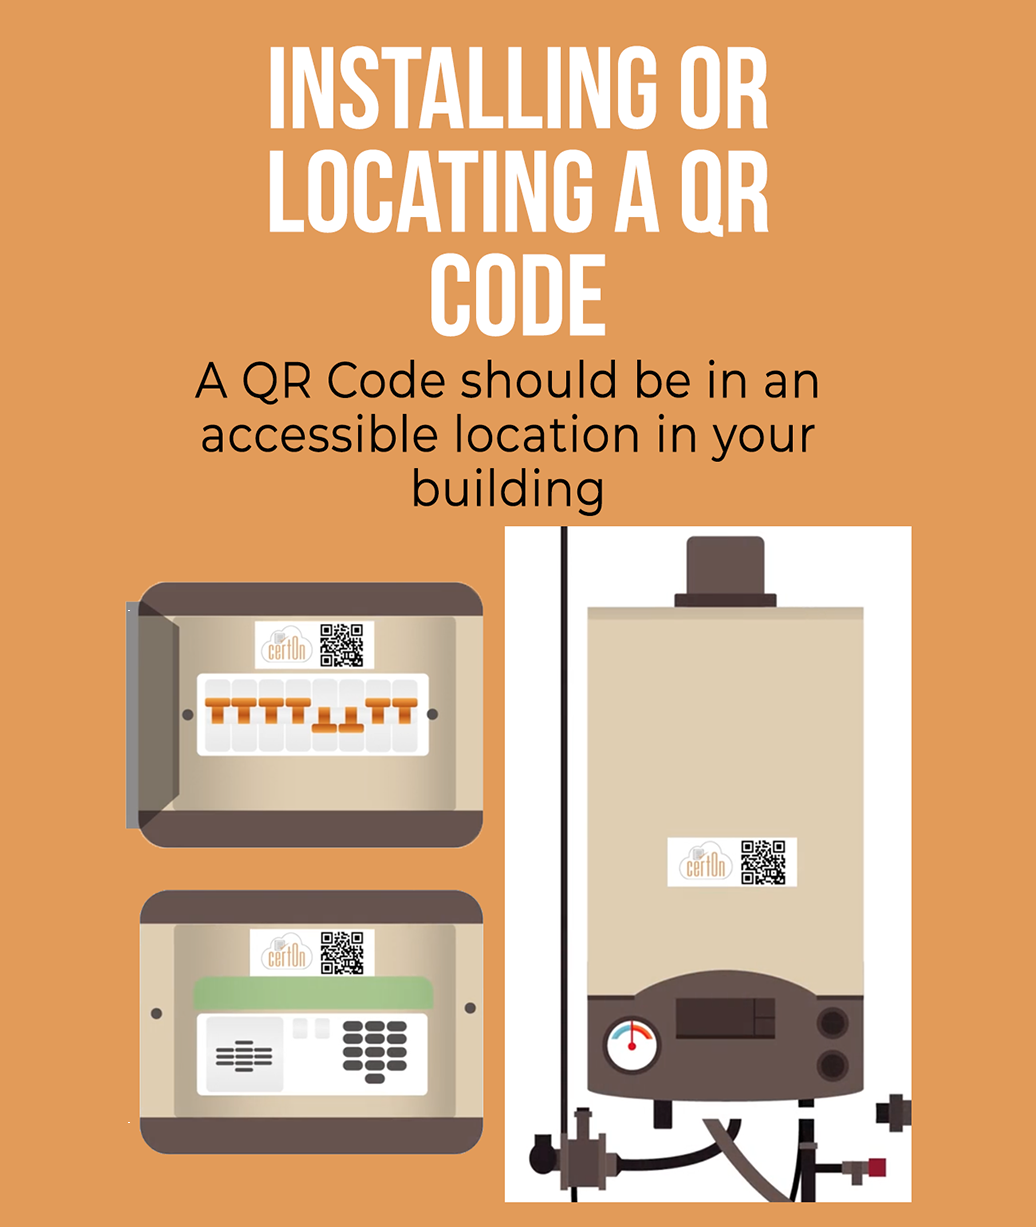 INSTALLING OR
LOCATING A QR
CODE
A QR Code should be in an
accessible location in your
building
certOn
certOn
certOn